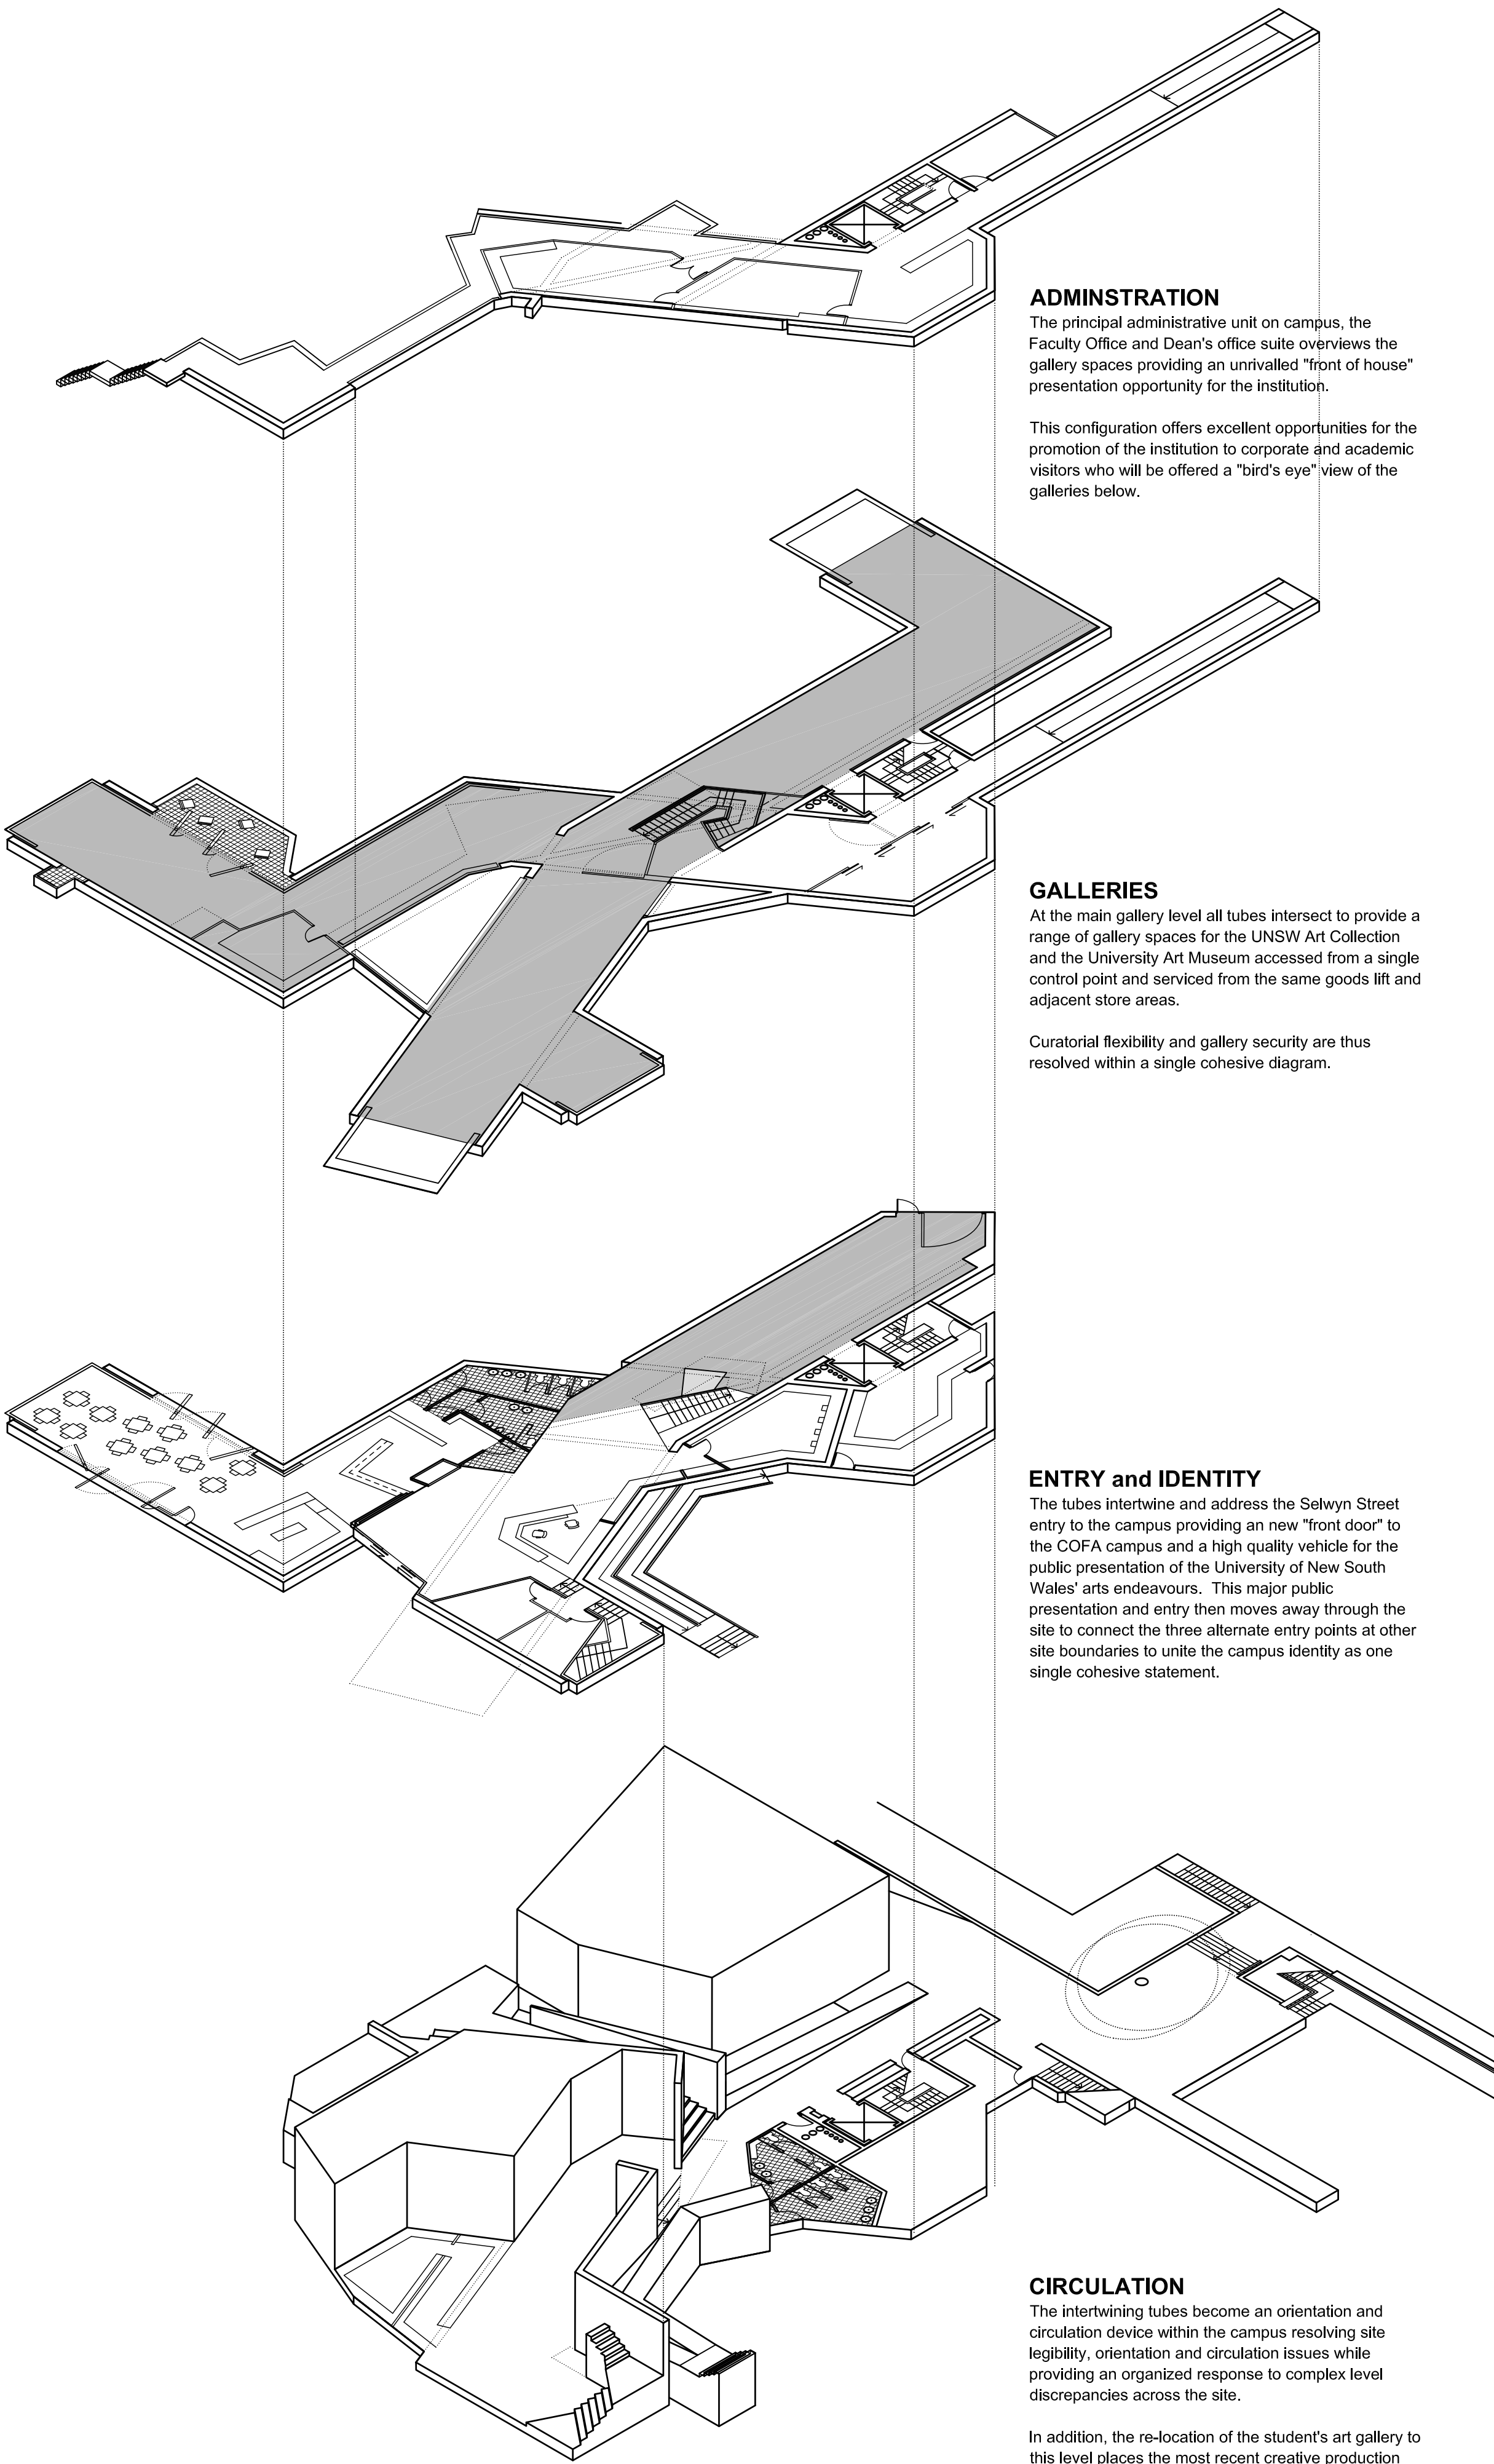 ADMINSTRATION
The principal administrative unit on campus, the
Faculty Office and Dean's office suite overviews the
gallery spaces providing an unrivalled "front of house"
presentation opportunity for the institution.
This configuration offers excellent opportunities for the
promotion of the institution to corporate and academic
visitors who will be offered a "bird's eye" view of the
galleries below.
GALLERIES
At the main gallery level all tubes intersect to provide a
range of gallery spaces for the UNSW Art Collection
and the University Art Museum accessed from a single
control point and serviced from the same goods lift and
adjacent store areas.
Curatorial flexibility and gallery security are thus
resolved within a single cohesive diagram.
ENTRY and IDENTITY
The tubes intertwine and address the Selwyn Street
entry to the campus providing an new "front door" to
the COFA campus and a high quality vehicle for the
public presentation of the University of New South
Wales' arts endeavours.  This major public
presentation and entry then moves away through the
site to connect the three alternate entry points at other
site boundaries to unite the campus identity as one
single cohesive statement.
CIRCULATION
The intertwining tubes become an orientation and
circulation device within the campus resolving site
legibility, orientation and circulation issues while
providing an organized response to complex level
discrepancies across the site.
In addition, the re-location of the student's art gallery to
this level places the most recent creative production